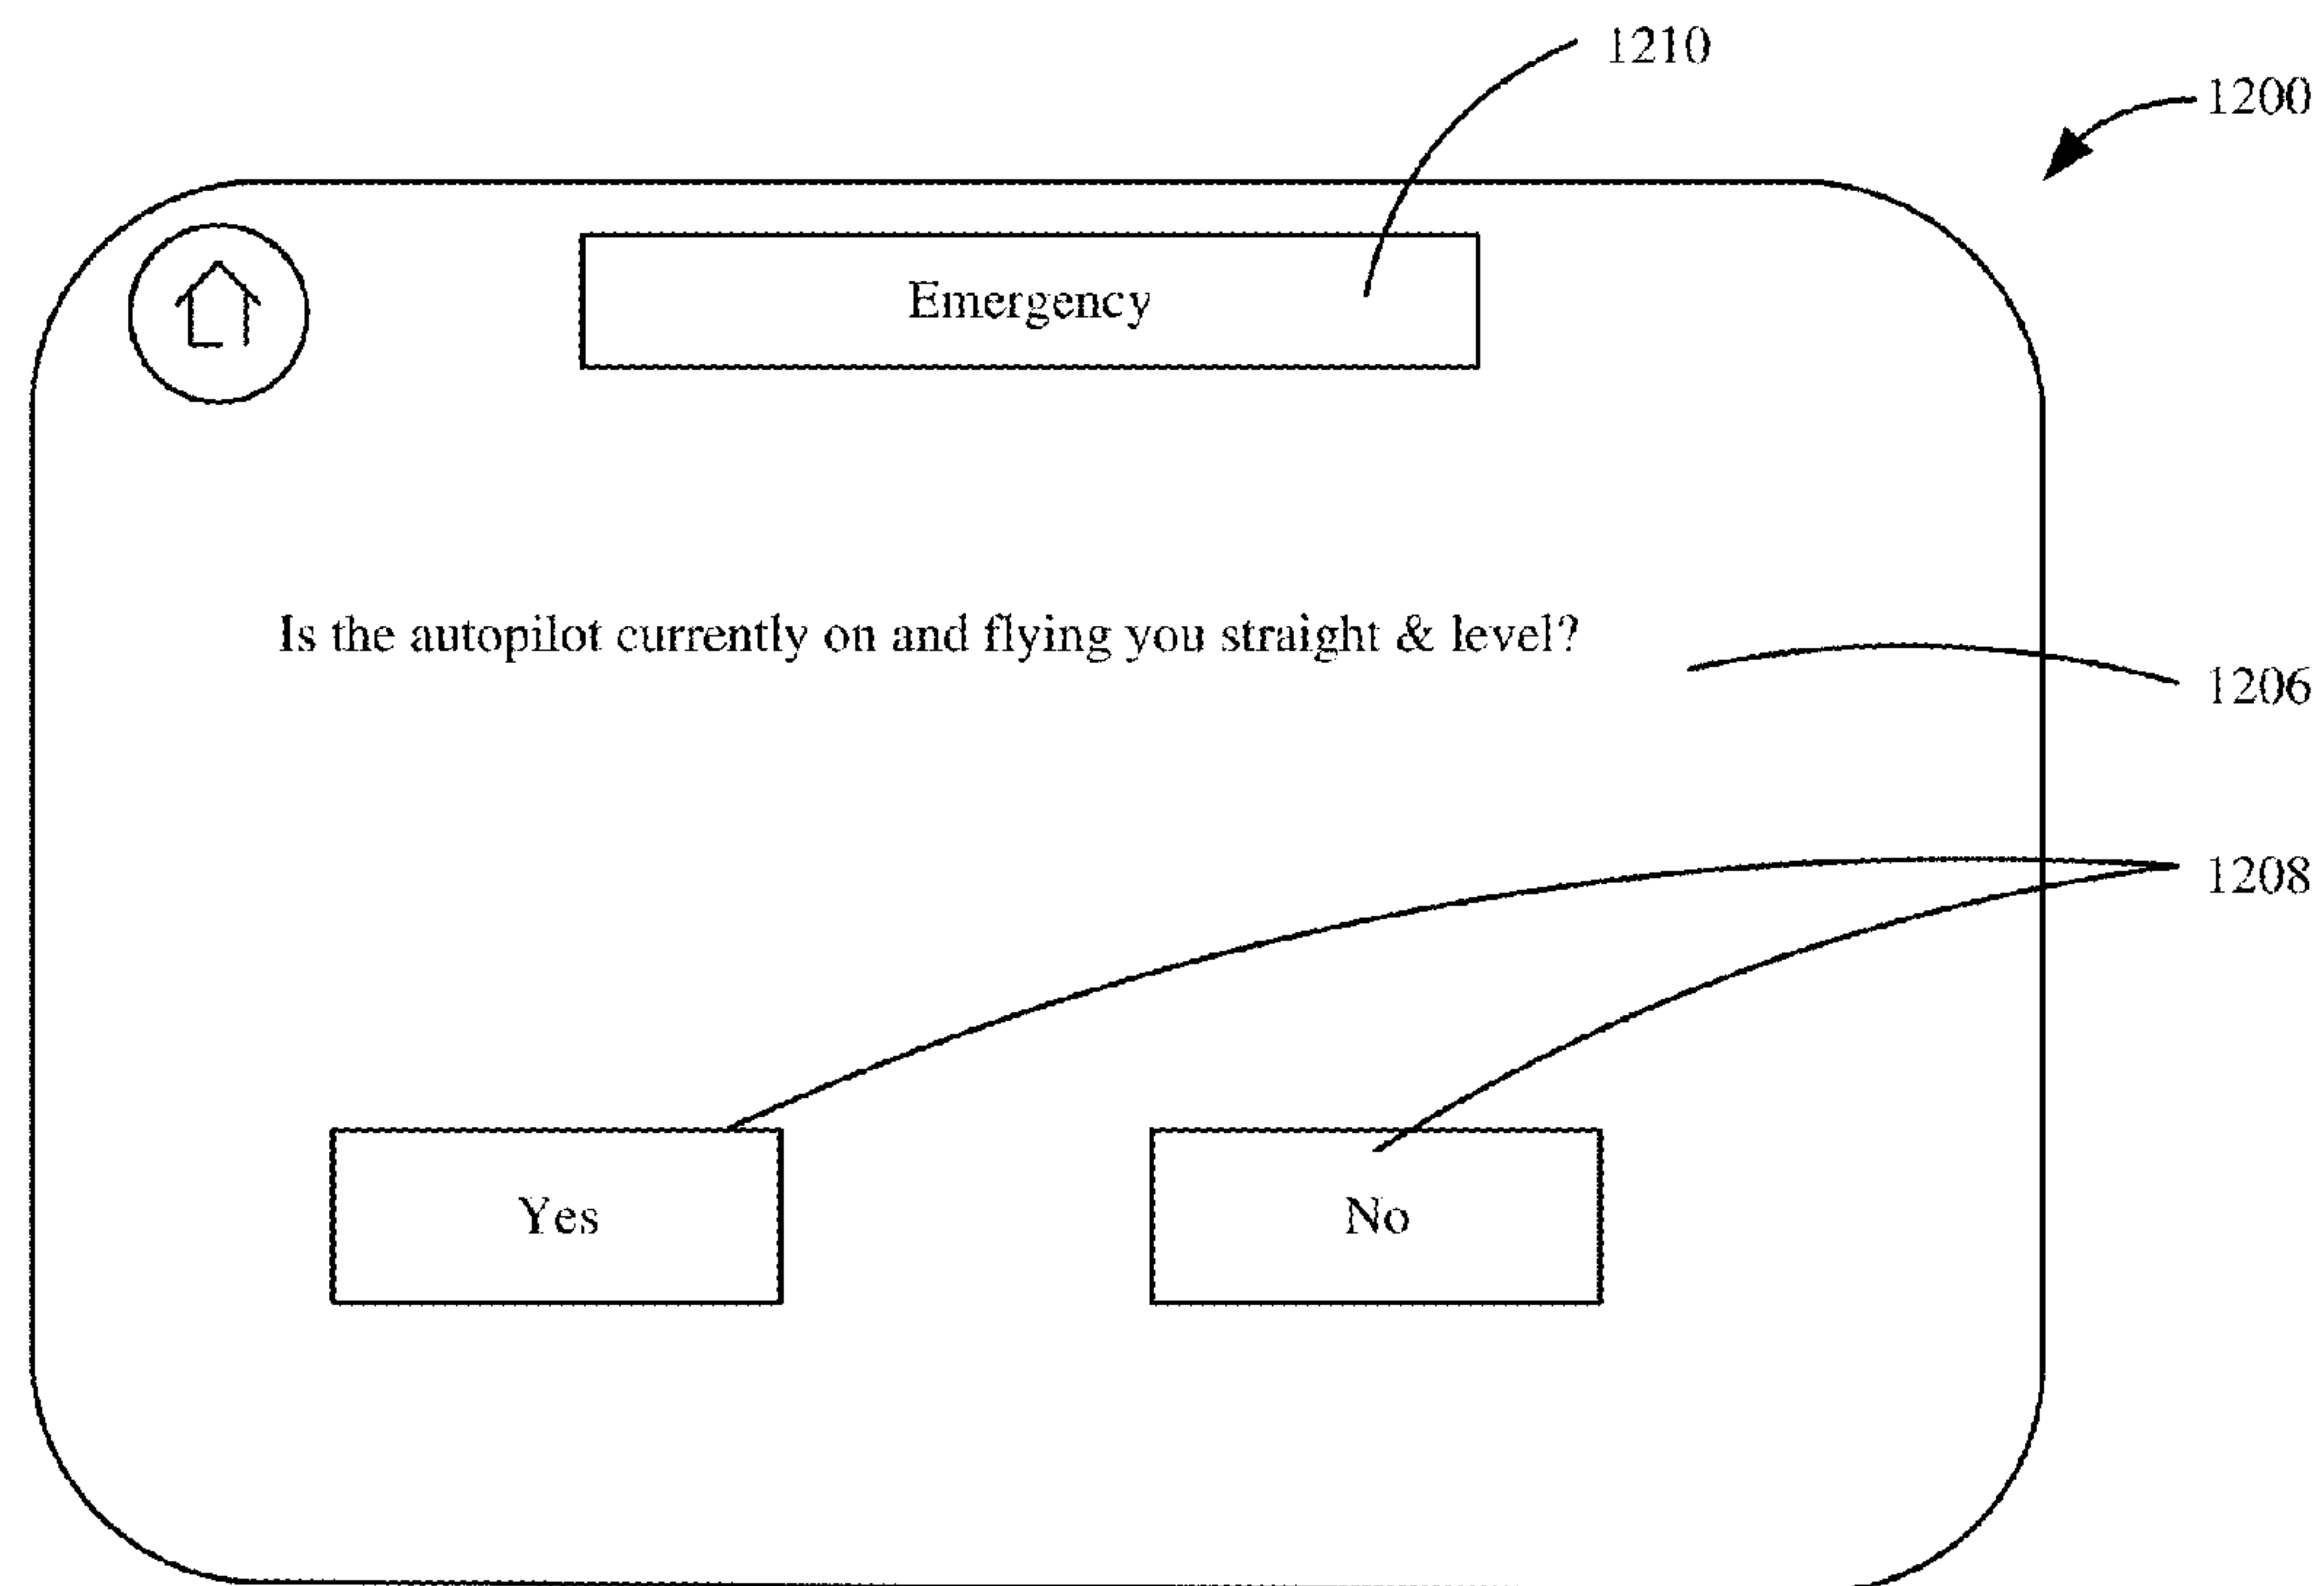 1210
1200
Emergency
Is the autopilot currently on and flying you straight & level?
1206
1208
Yes
No